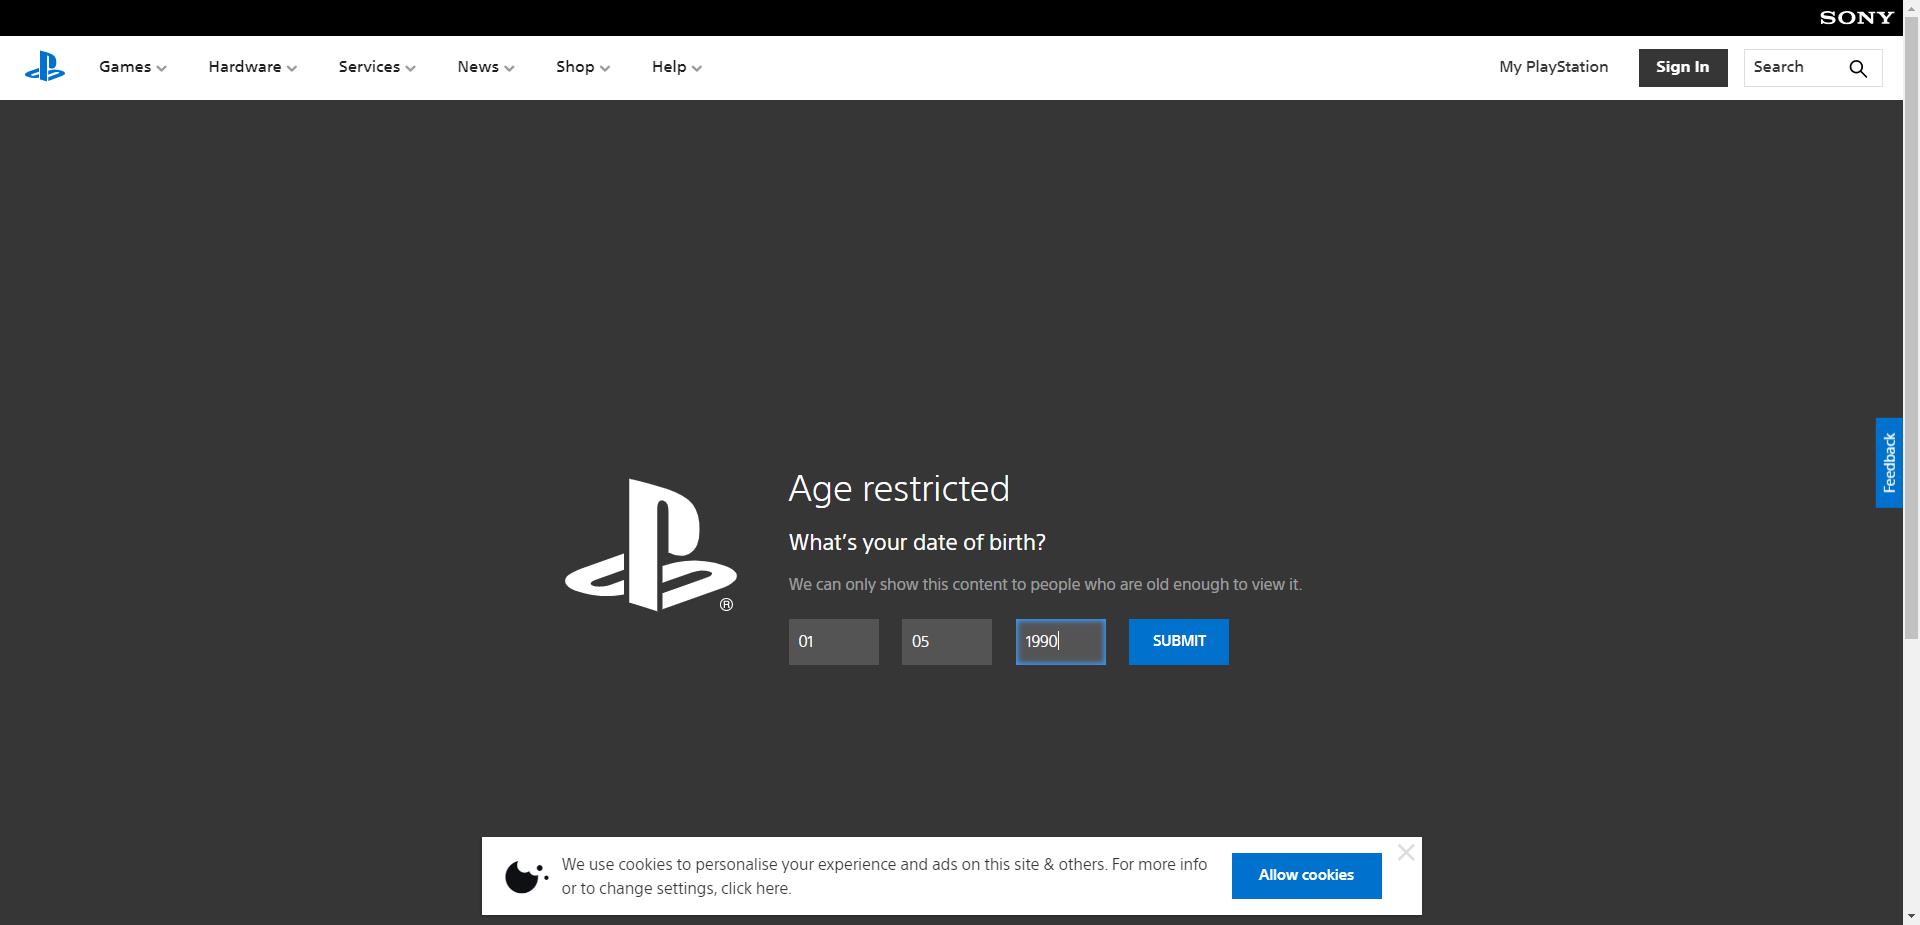 SONY
Games
Hardware
Services
News
Shop
Help
My PlayStation
Sign In
Search
Feedback
Age restricted
What's your date of birth?
We can only show this content to people who are old enough to view it.
01
05
1990
SUBMIT
®
We use cookies to personalise your experience and ads on this site & others. For more info
or to change settings, click here.
Allow cookies